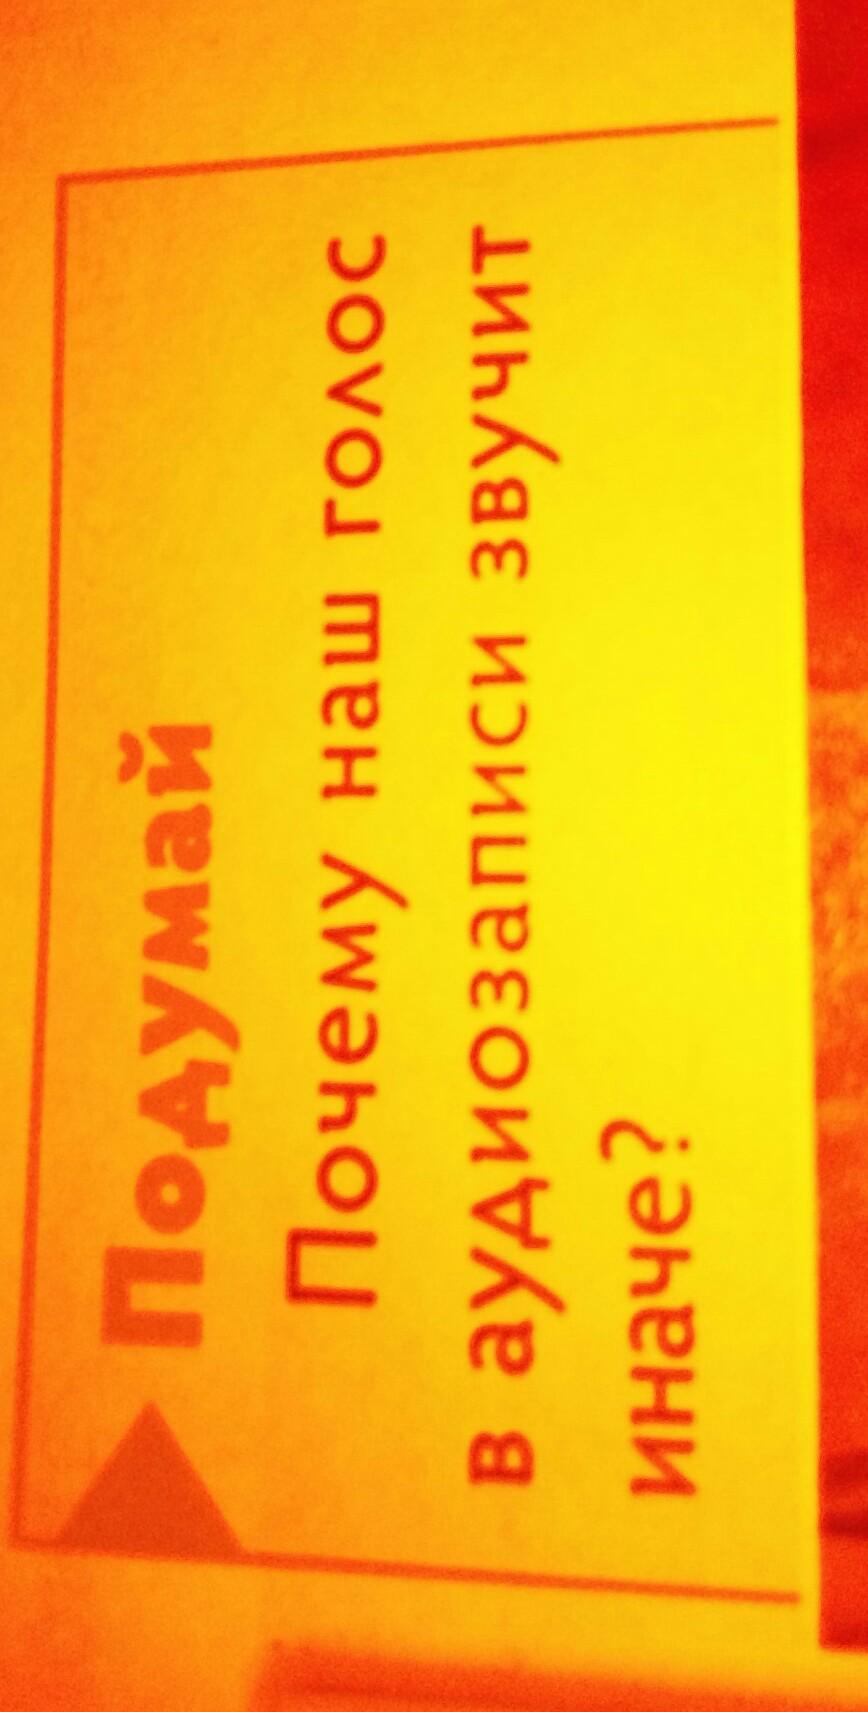 Подумай
Почему наш голос
в аудиозаписи звучит
иначе?